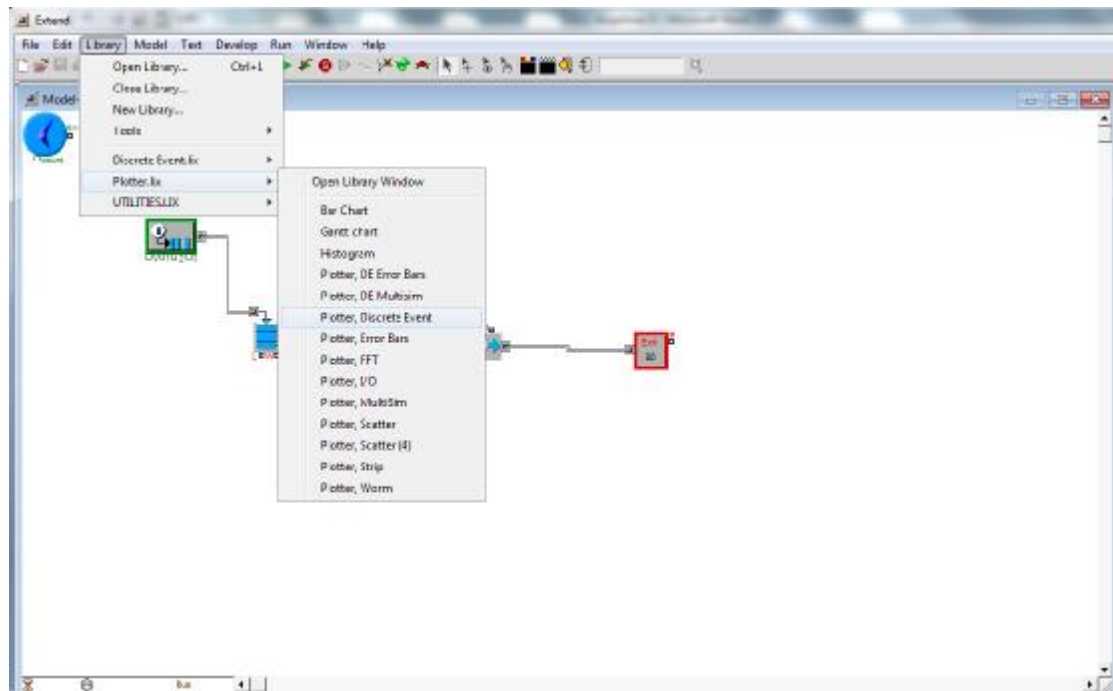 Extend
File Edit Library Model Text Develop Run Window Help
Open Library... Ctrl+L
Close Library...
New Library...
Tools
Discrete Event.lix
Plotter.lix
UTILITIES.LIX
Model-
Open Library Window
Bar Chart
Gantt chart
Histogram
Plotter, DE Error Bars
Plotter, DE Multisim
Plotter, Discrete Event
Plotter, Error Bars
Plotter, FFT
Plotter, I/O
Plotter, MultiSim
Plotter, Scatter
Plotter, Scatter (4)
Plotter, Strip
Plotter, Worm
Exit